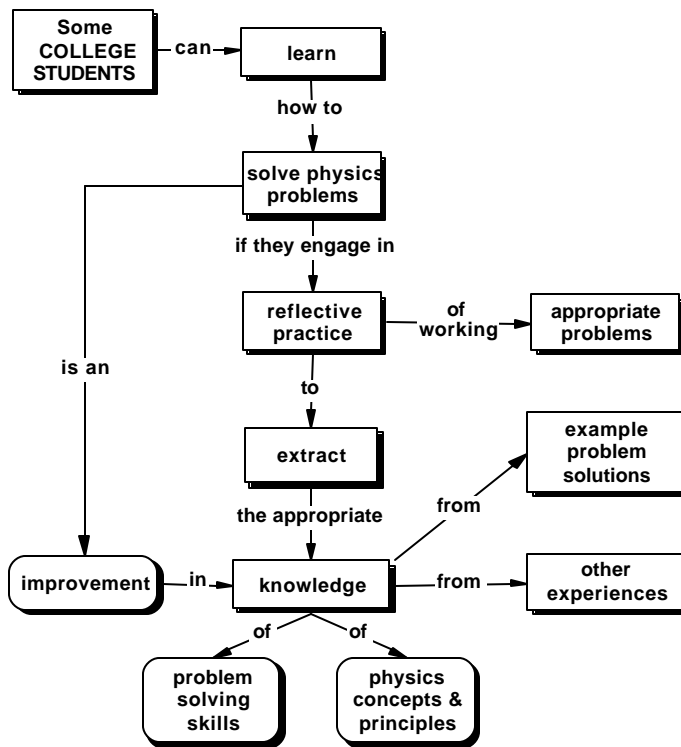 Some
COLLEGE
STUDENTS
can
learn
how to
solve physics
problems
if they engage in
reflective
practice
of
working
appropriate
problems
is an
to
extract
example
problem
solutions
from
the appropriate
improvement
in
knowledge
from
other
experiences
of
of
problem
solving
skills
physics
concepts &
principles